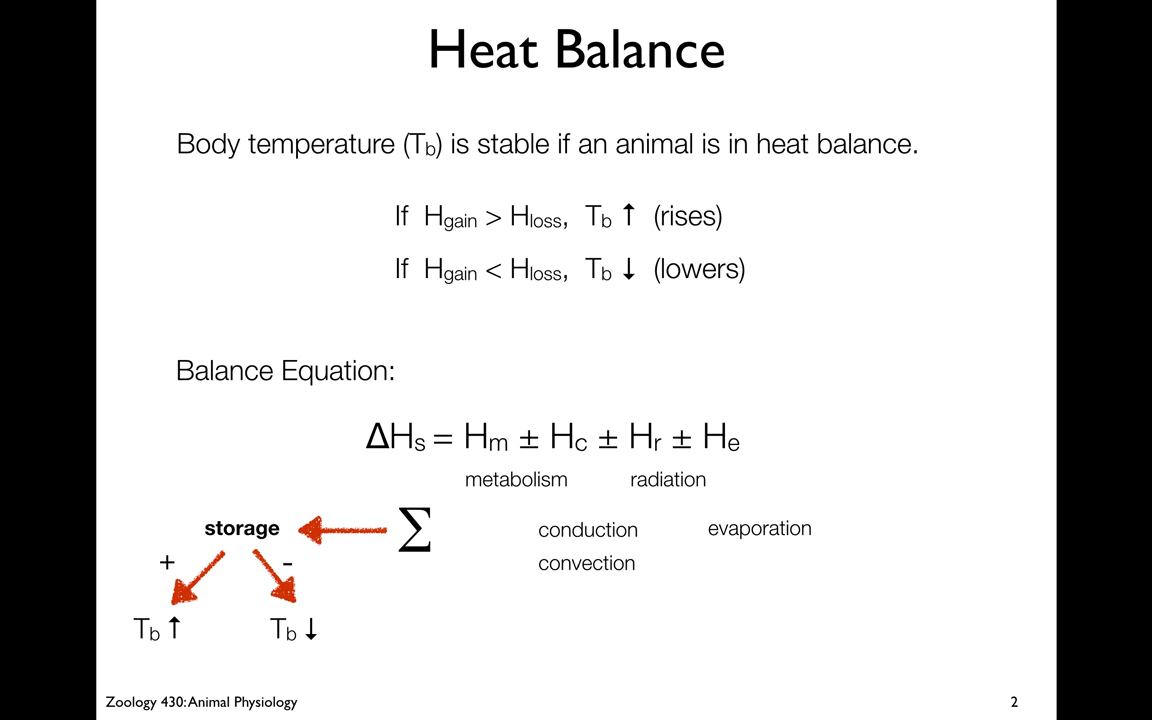 Heat Balance
Body temperature (Tb) is stable if an animal is in heat balance.
If Hgain > Hloss, Tb ↑ (rises)
If Hgain < Hloss, Tb ↓ (lowers)
Balance Equation:
ΔHs = Hm ± Hc ± Hr ± He
metabolism radiation
storage ∑ conduction evaporation
+ - convection
Tb ↑ Tb ↓
Zoology 430: Animal Physiology 2